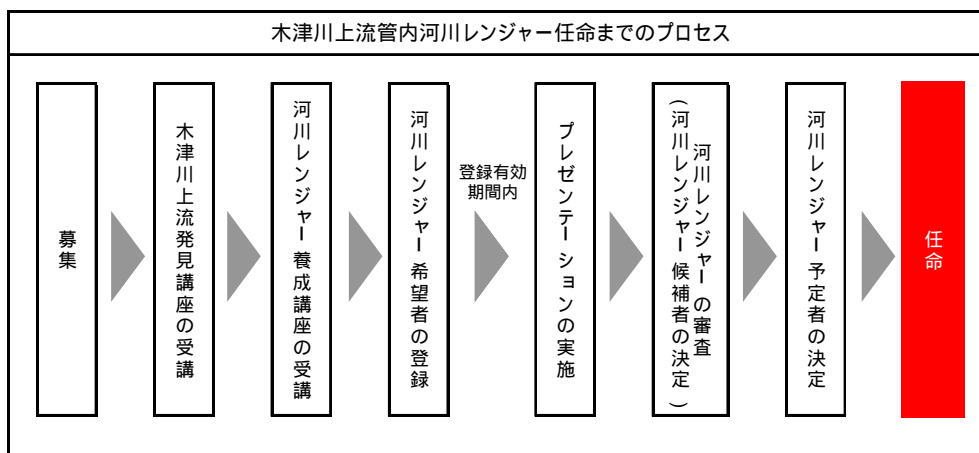 木津川上流管内河川レンジャー任命までのプロセス
募集
木津川上流発見講座の受講
河川レンジャー養成講座の受講
河川レンジャー希望者の登録
登録有効
期間内
プレゼンテーションの実施
河川レンジャーの審査
(河川レンジャー候補者の決定)
河川レンジャー予定者の決定
任命